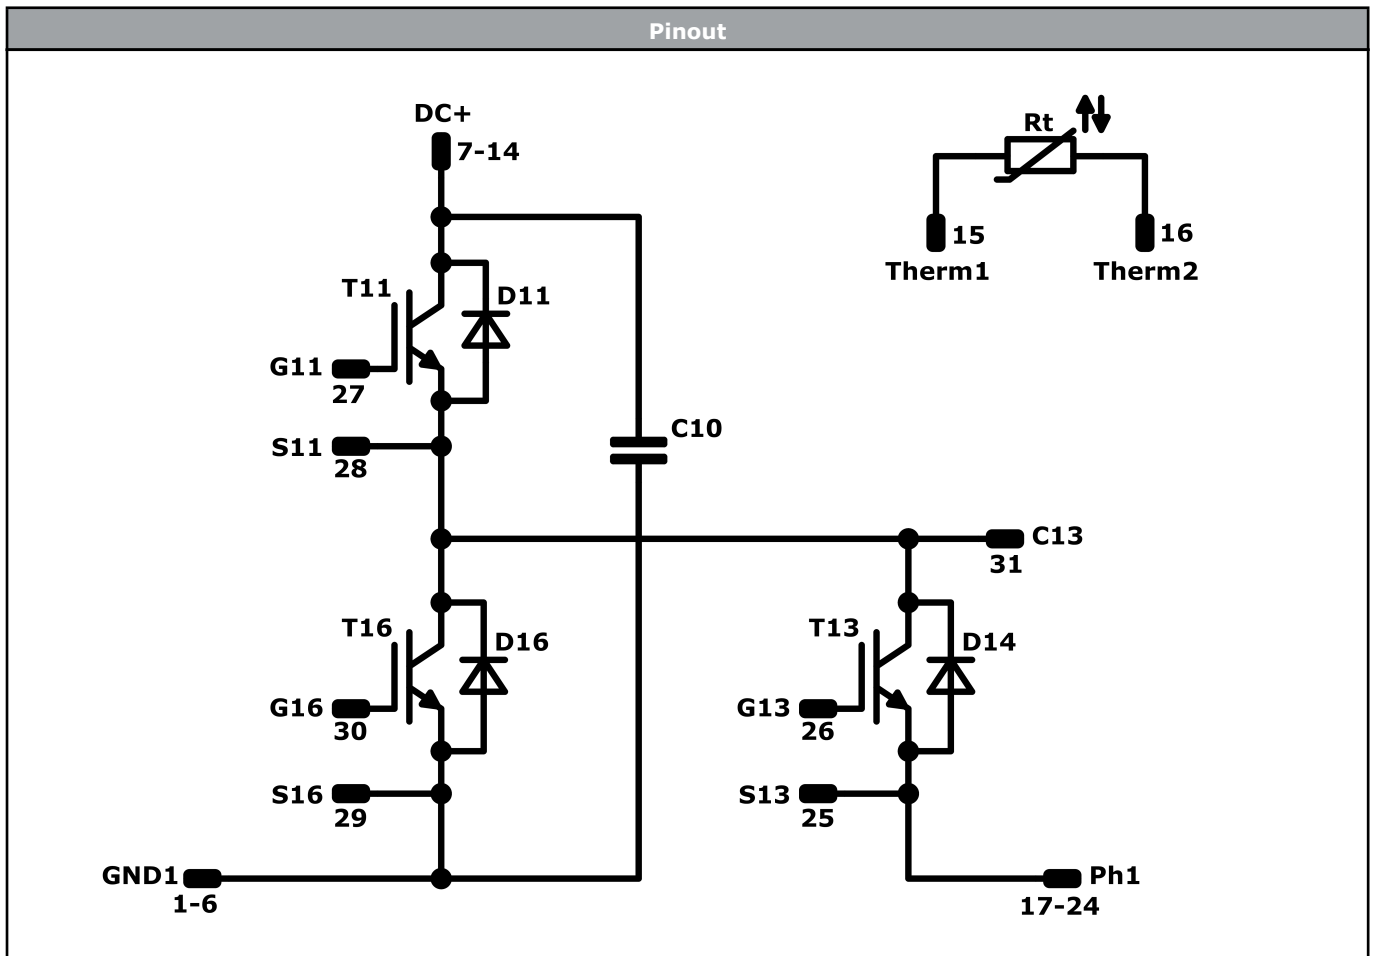 Pinout
DC+
7-14
Rt
15
16
Therm1
Therm2
T11
D11
G11
27
S11
28
C10
C13
31
T16
D16
T13
D14
G16
30
G13
26
S16
29
S13
25
GND1
1-6
Ph1
17-24